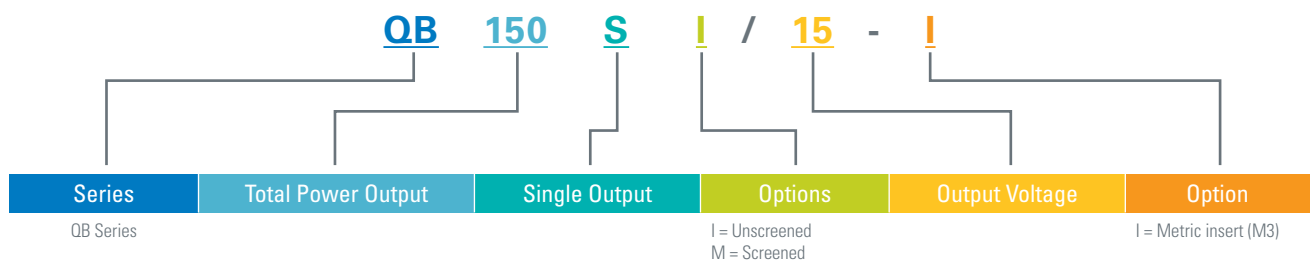 QB 150 S I / 15 - I
Series Total Power Output Single Output Options Output Voltage Option
QB Series I = Unscreened I = Metric insert (M3)
M = Screened